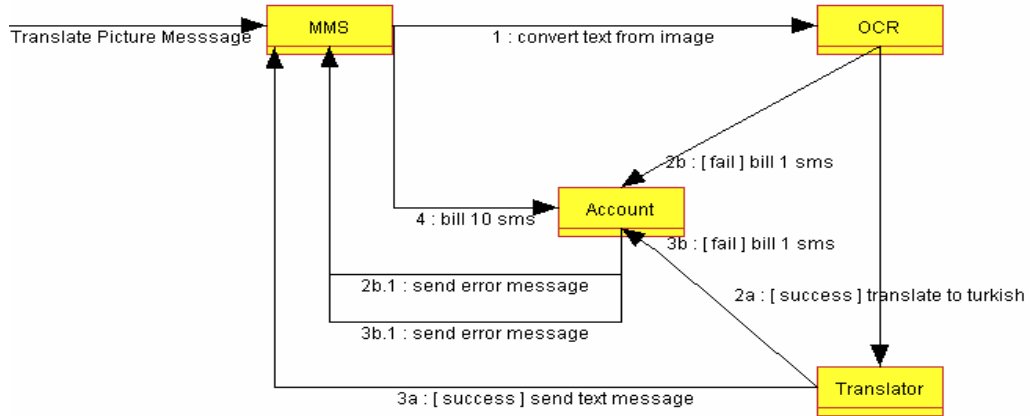 MMS
OCR
Translate Picture Messsage
1 : convert text from image
2b : [ fail ] bill 1 sms
Account
4 : bill 10 sms
3b : [ fail ] bill 1 sms
2b.1 : send error message
2a : [ success ] translate to turkish
3b.1 : send error message
Translator
3a : [ success ] send text message